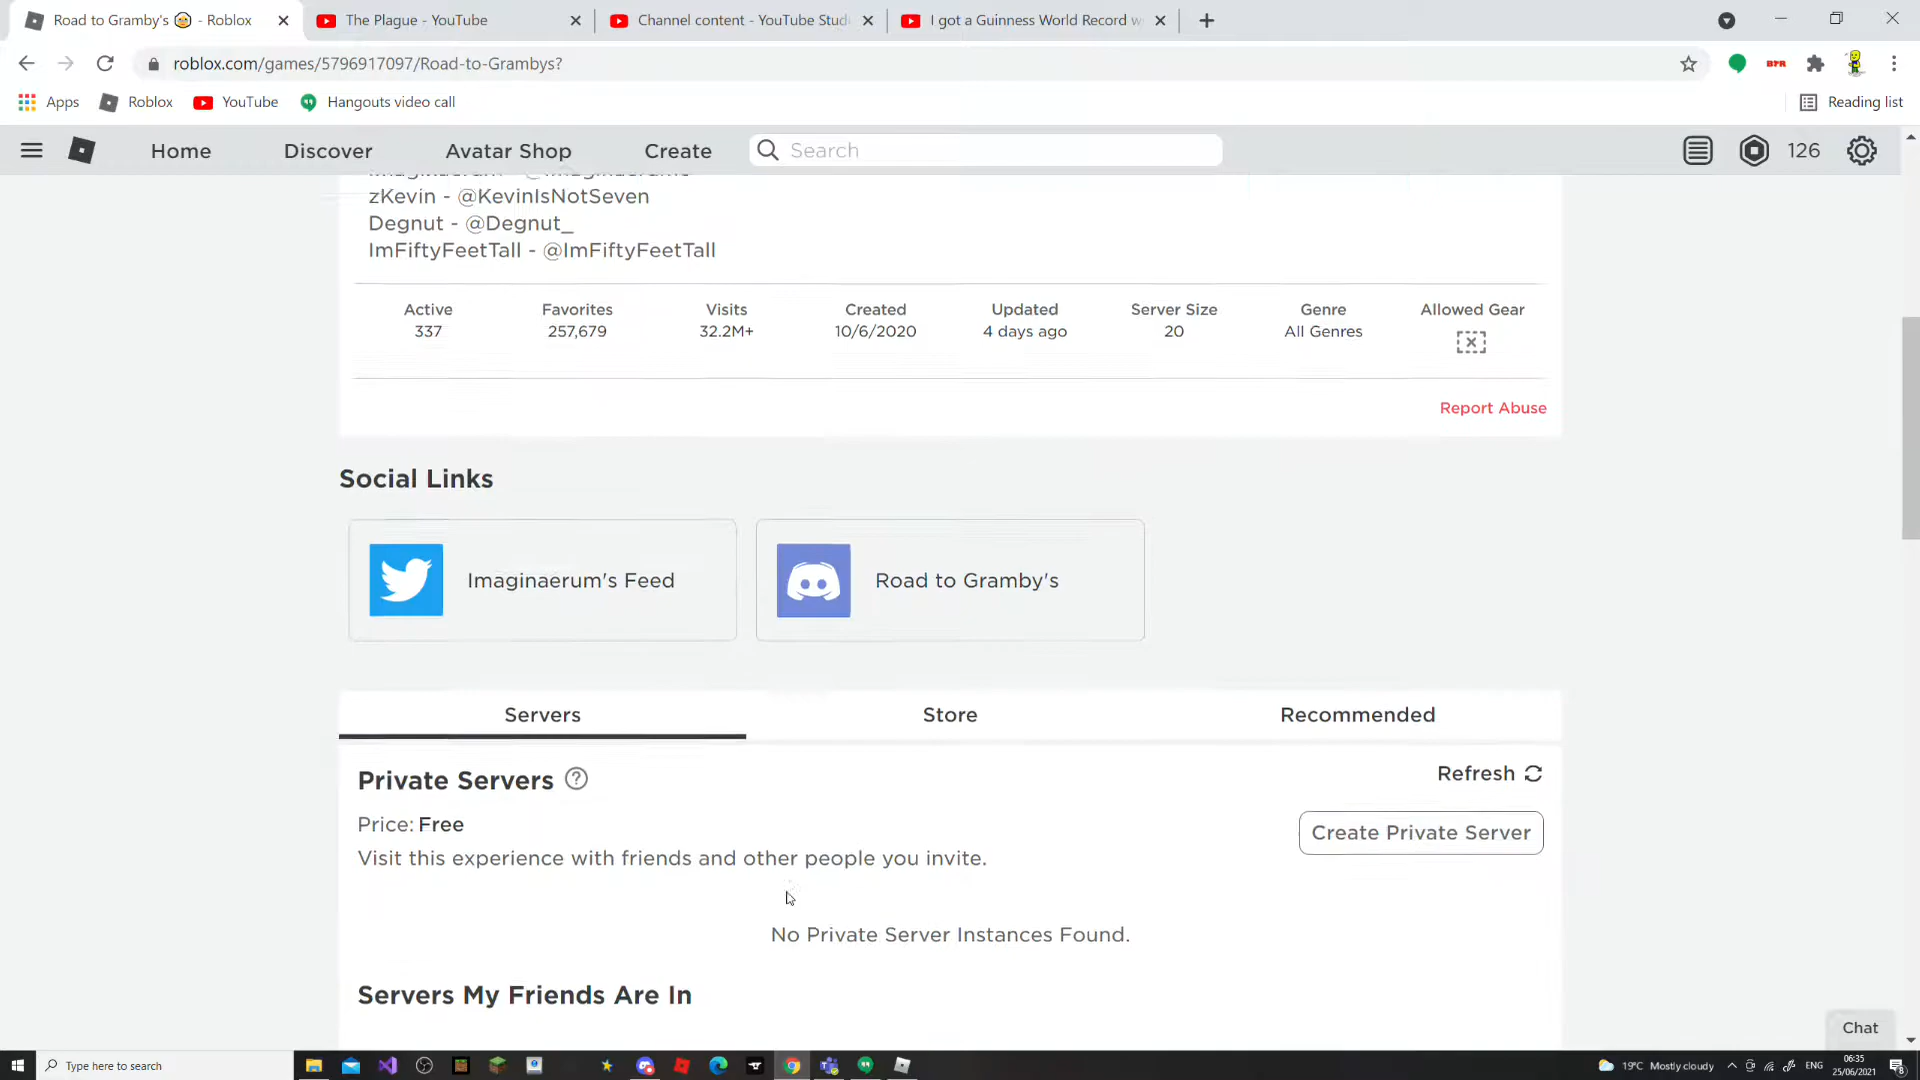 Road to Gramby's - Roblox
The Plague - YouTube
Channel content - YouTube Stud
I got a Guinness World Record w
roblox.com/games/5796917097/Road-to-Grambys?
Apps Roblox YouTube Hangouts video call Reading list
Home Discover Avatar Shop Create Search 126
zKevin - @KevinIsNotSeven
Degnut - @Degnut_
ImFiftyFeetTall - @ImFiftyFeetTall
Active Favorites Visits Created Updated Server Size Genre Allowed Gear
337 257,679 32.2M+ 10/6/2020 4 days ago 20 All Genres
Report Abuse
Social Links
Imaginaerum's Feed Road to Gramby's
Servers Store Recommended
Private Servers
Refresh
Price: Free
Create Private Server
Visit this experience with friends and other people you invite.
No Private Server Instances Found.
Servers My Friends Are In
Chat
Type here to search
19°C Mostly cloudy ENG
06:35
25/06/2021